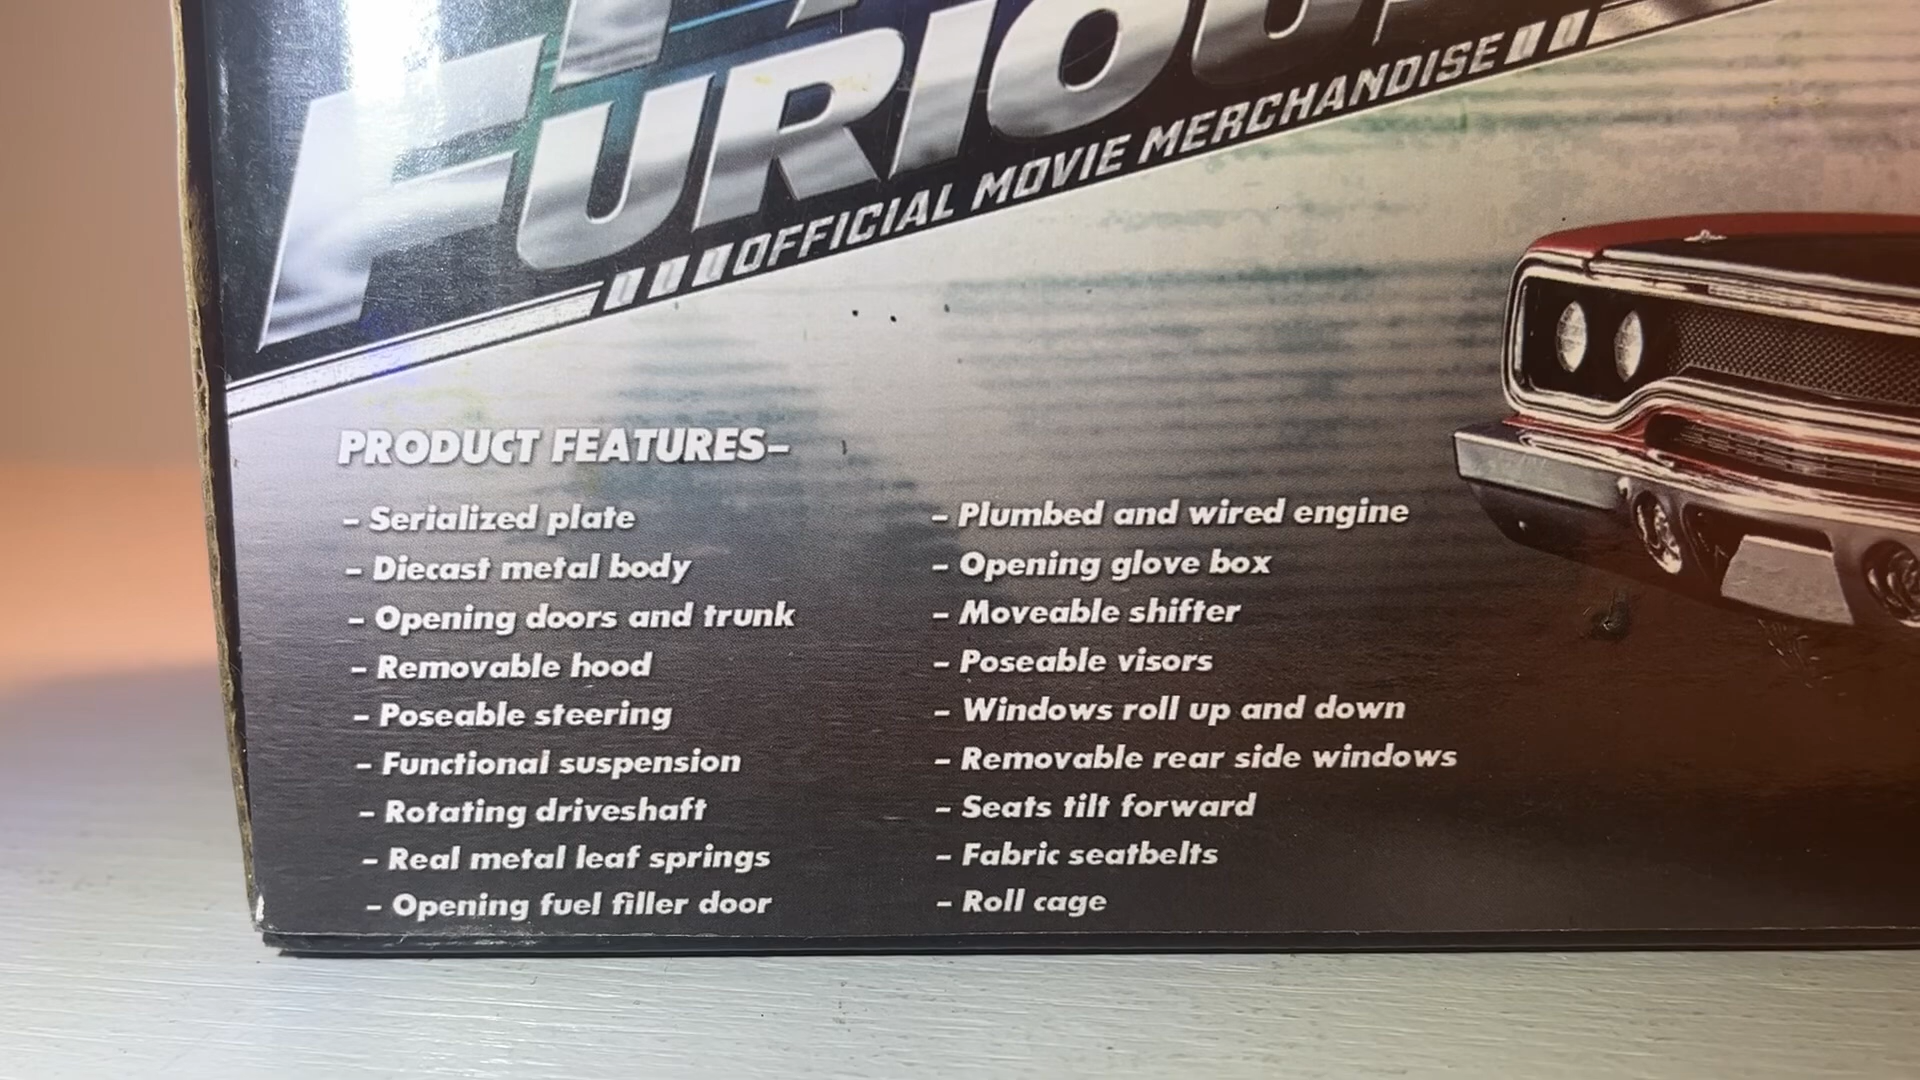 FURIOUS
OFFICIAL MOVIE MERCHANDISE
PRODUCT FEATURES–
– Serialized plate
– Diecast metal body
– Opening doors and trunk
– Removable hood
– Poseable steering
– Functional suspension
– Rotating driveshaft
– Real metal leaf springs
– Opening fuel filler door
– Plumbed and wired engine
– Opening glove box
– Moveable shifter
– Poseable visors
– Windows roll up and down
– Removable rear side windows
– Seats tilt forward
– Fabric seatbelts
– Roll cage